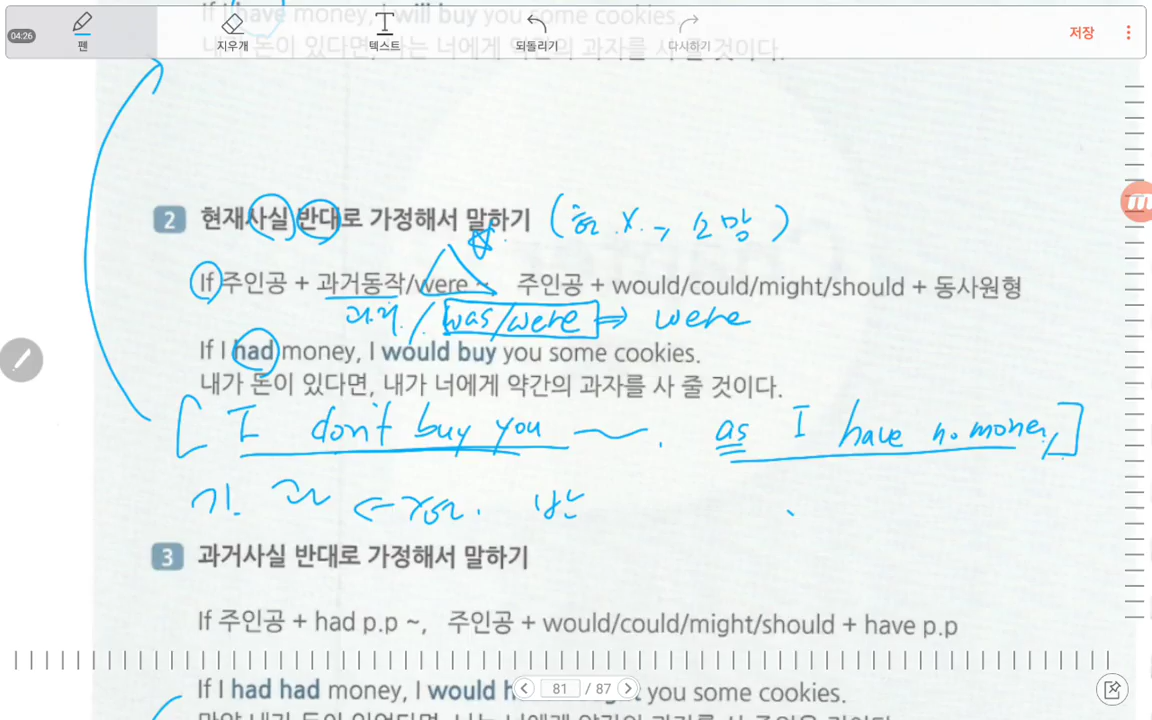 If I have money, I will buy you some cookies.
내가 돈이 있다면, 나는 너에게 약간의 과자를 사 줄 것이다.
04:26
펜
지우개
텍스트
되돌리기
다시하기
저장
2 현재사실 반대로 가정해서 말하기 ( 현 X → 소망 )
If 주인공 + 과거동작/were ~ 주인공 + would/could/might/should + 동사원형
과거 / was/were ⇒ were
If I had money, I would buy you some cookies.
내가 돈이 있다면, 내가 너에게 약간의 과자를 사 줄 것이다.
[ I don't buy you ~. as I have no money, ]
3 과거사실 반대로 가정해서 말하기
If 주인공 + had p.p ~, 주인공 + would/could/might/should + have p.p
81 / 87
If I had had money, I would you some cookies.